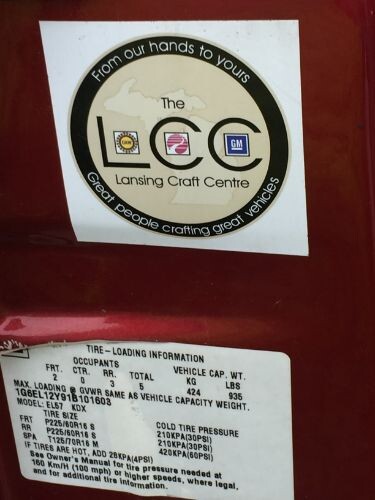 From our hands to yours
The
LCC
UAW
GM
Lansing Craft Centre
Great people crafting great vehicles
TIRE-LOADING INFORMATION
OCCUPANTS VEHICLE CAP. WT.
FRT. CTR. RR. TOTAL KG LBS
2 0 3 5 424 935
MAX. LOADING @ GVWR SAME AS VEHICLE CAPACITY WEIGHT.
1G6EL12Y91B101603
MODEL: EL57 KDX
TIRE SIZE COLD TIRE PRESSURE
FRT P225/60R16 S 210KPA(30PSI)
RR P225/60R16 S 210KPA(30PSI)
SPA T125/70R16 M 420KPA(60PSI)
IF TIRES ARE HOT, ADD 28KPA(4PSI)
See Owner's Manual for tire pressure needed at
160 Km/H (100 mph) or higher speeds, where legal,
and for additional tire information.